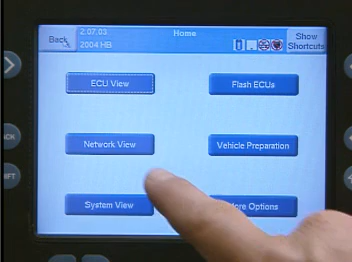 Back
2.07.03
2004 HB
Home
Show
Shortcuts
ECU View
Flash ECUs
Network View
Vehicle Preparation
System View
More Options